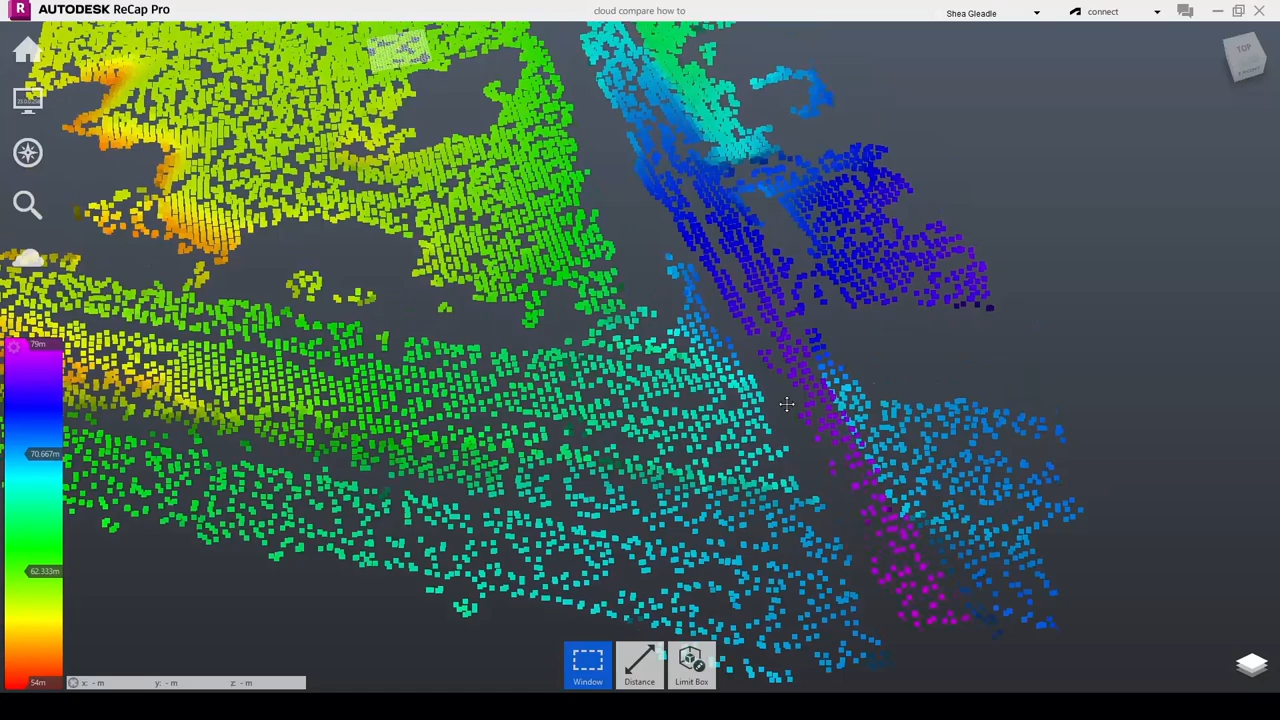 R AUTODESK ReCap Pro
cloud compare how to
Shea Gleadle
connect
TOP
79m
70.667m
62.333m
54m
x: - m y: - m z: - m
Window
Distance
Limit Box